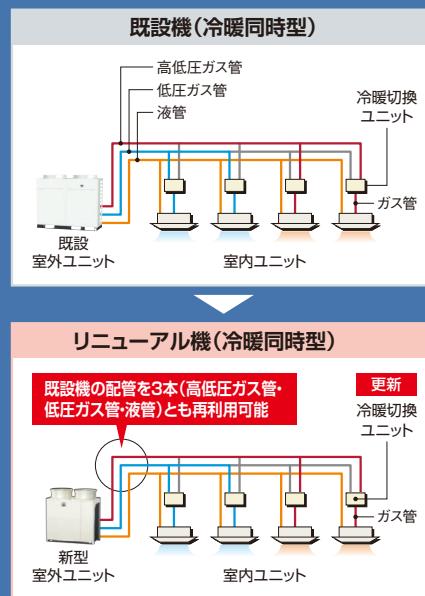 既設機（冷暖同時型）
高低圧ガス管
低圧ガス管
液管
冷暖切換
ユニット
ガス管
既設
室外ユニット
室内ユニット
リニューアル機（冷暖同時型）
既設機の配管を3本（高低圧ガス管・
低圧ガス管・液管）とも再利用可能
更新
冷暖切換
ユニット
ガス管
新型
室外ユニット
室内ユニット